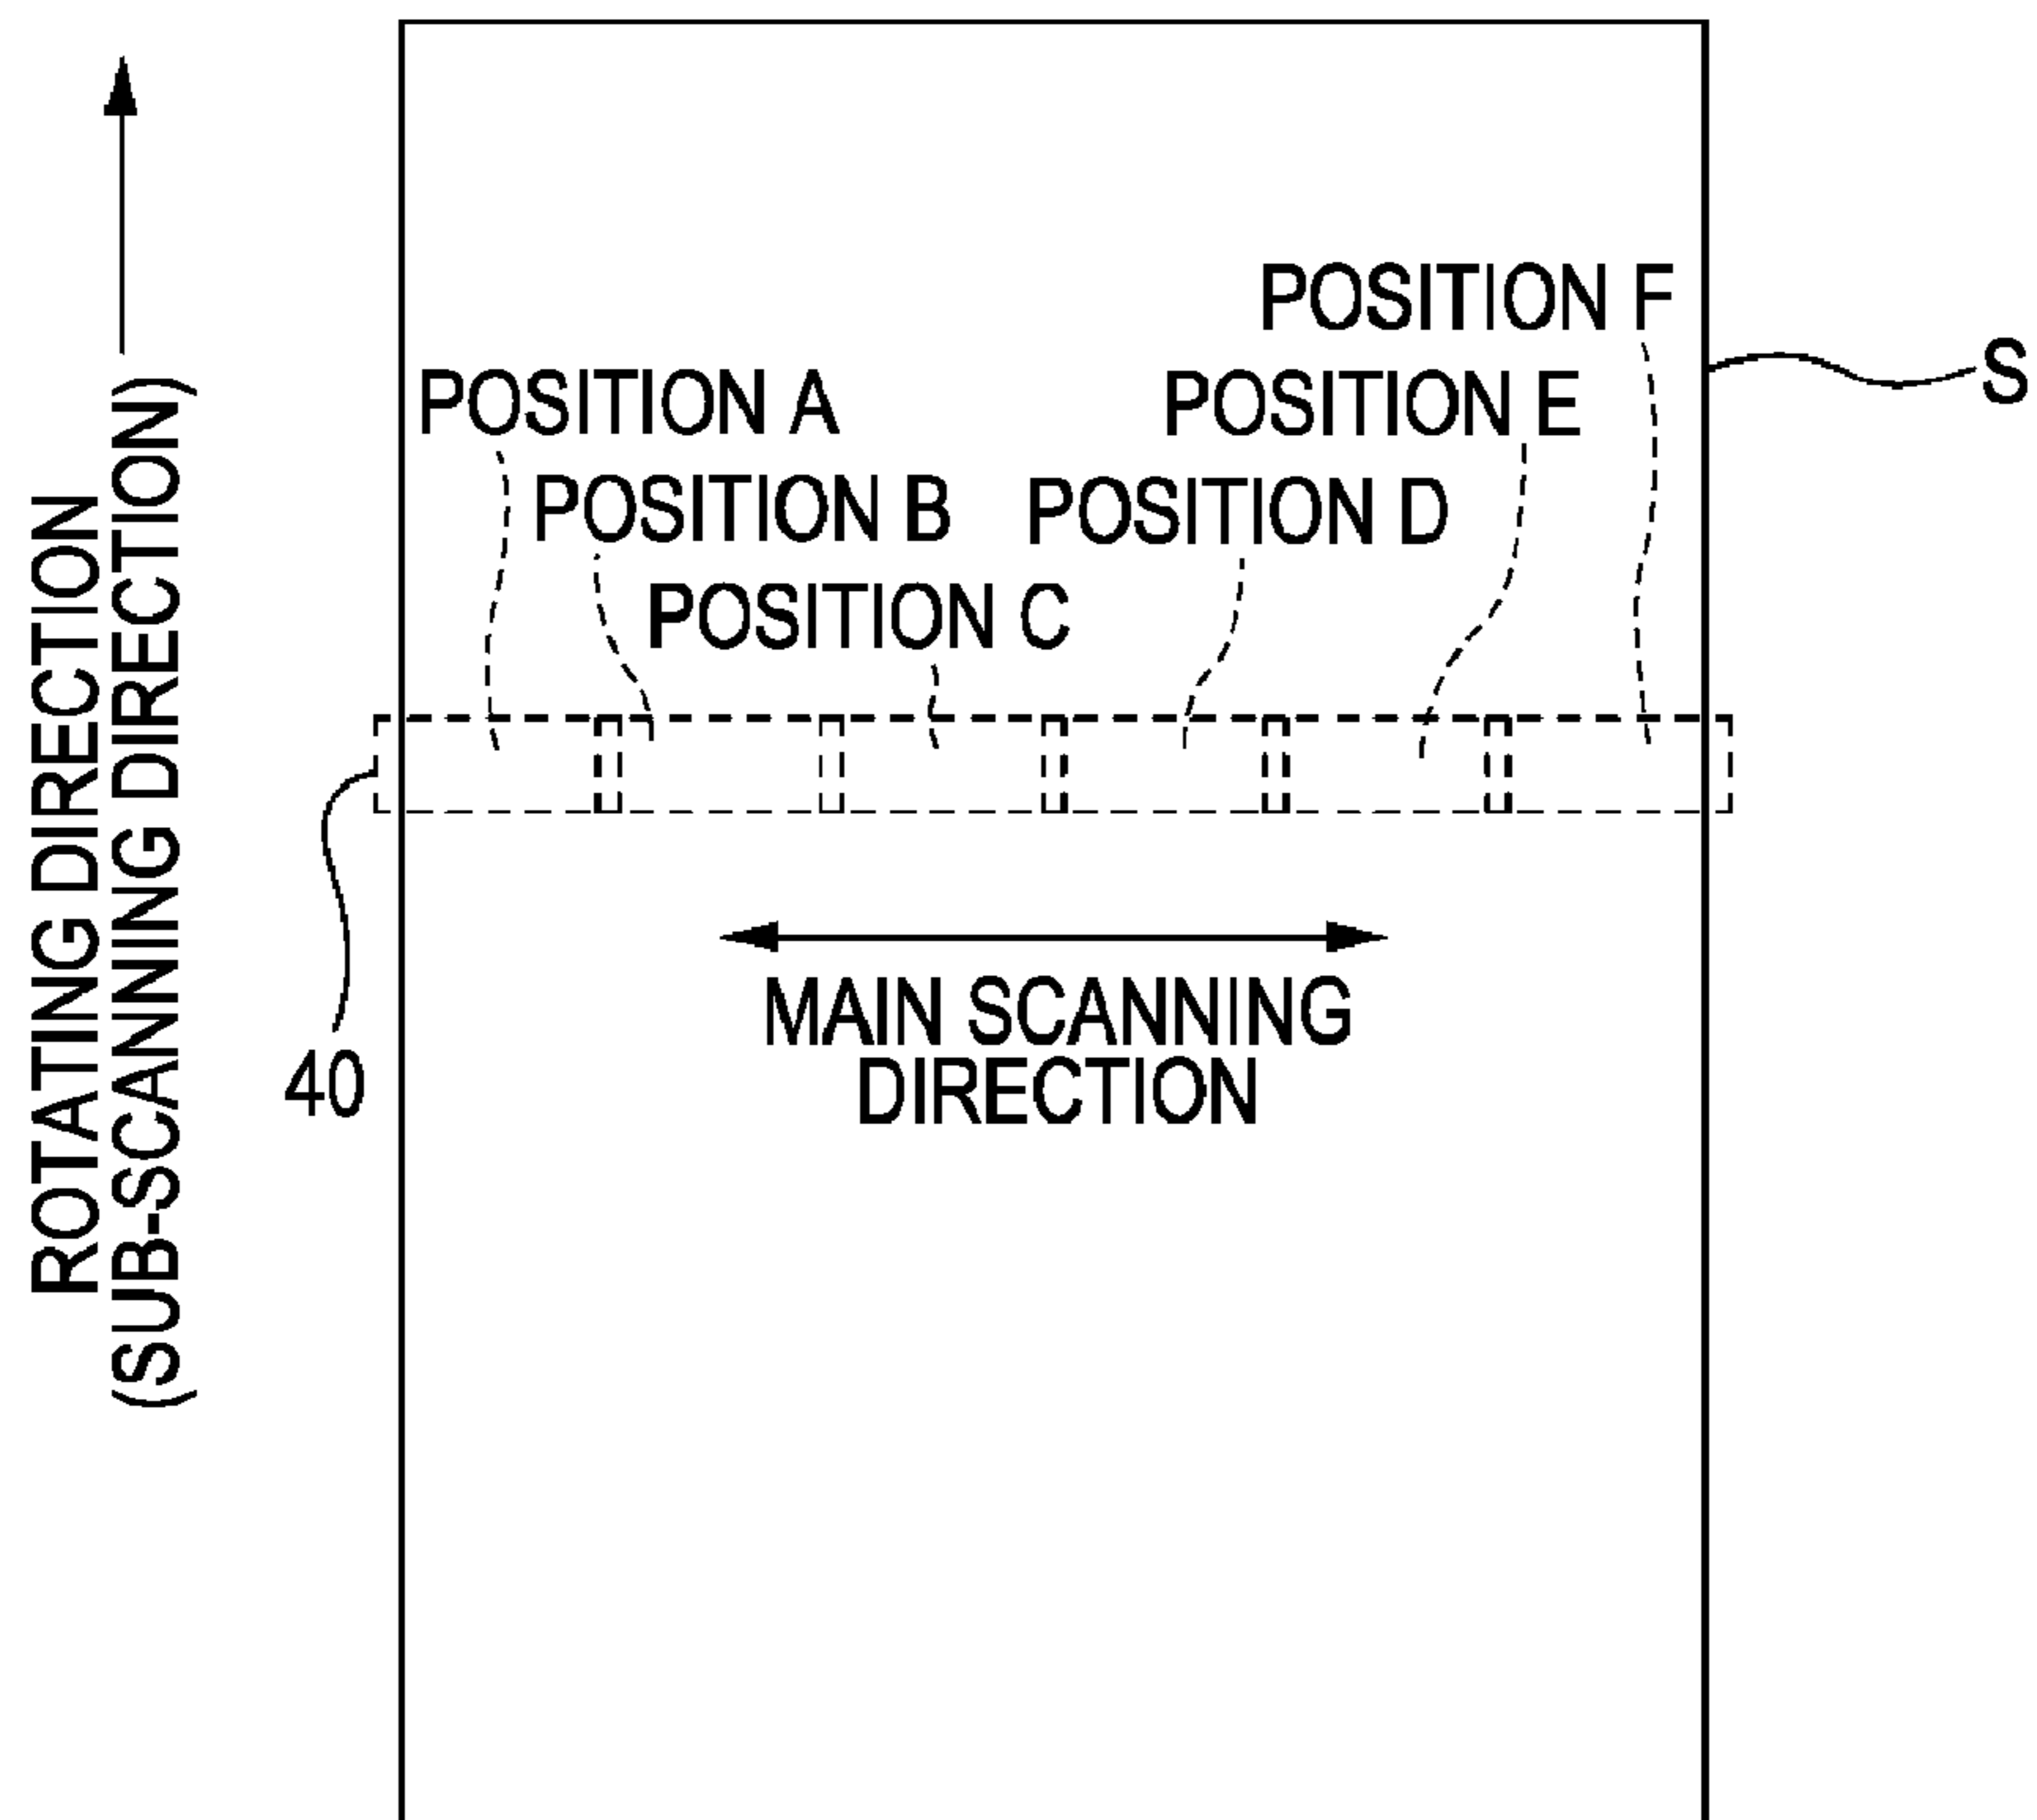 ROTATING DIRECTION
(SUB-SCANNING DIRECTION)
POSITION F
S
POSITION A
POSITION E
POSITION B
POSITION D
POSITION C
MAIN SCANNING
DIRECTION
40